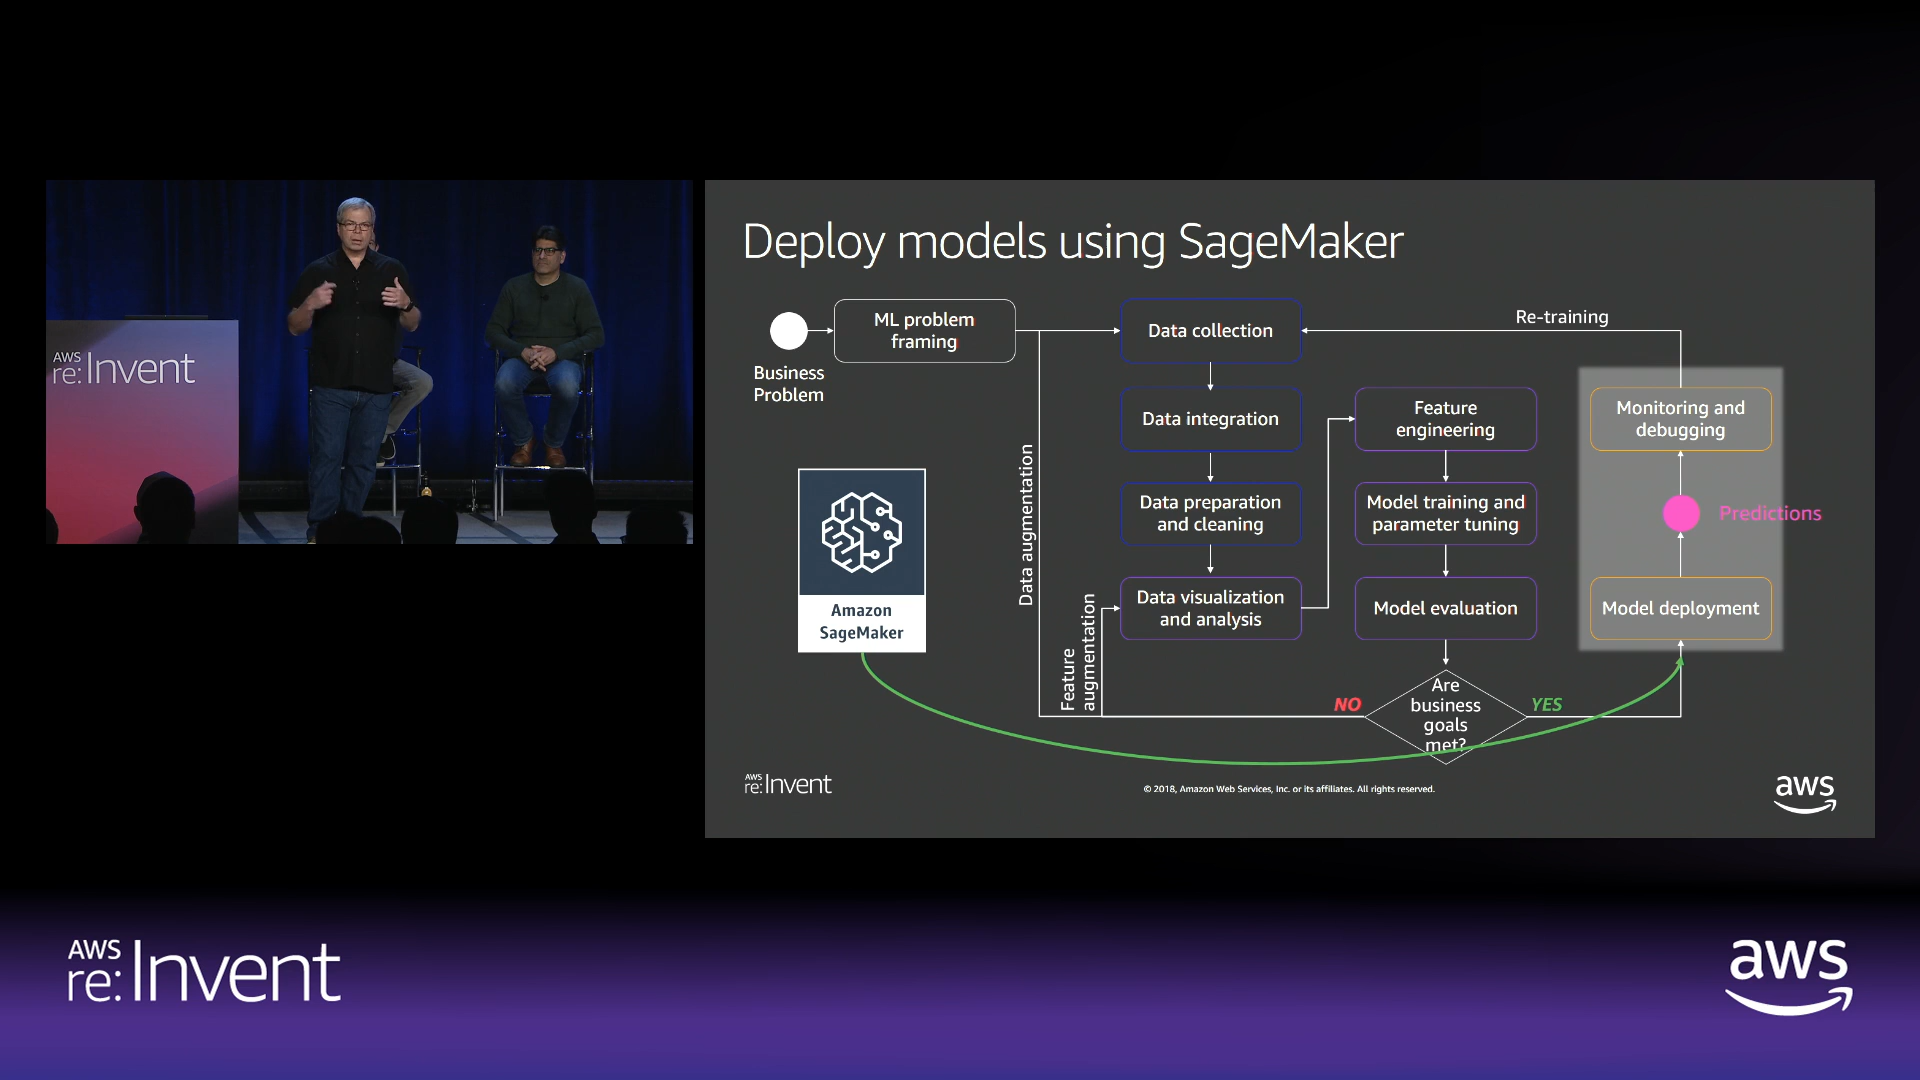 AWS
re:Invent
Deploy models using SageMaker
Business
Problem
ML problem
framing
Data collection
Re-training
Data integration
Feature
engineering
Monitoring and
debugging
Data preparation
and cleaning
Model training and
parameter tuning
Predictions
Data augmentation
Amazon
SageMaker
Feature
augmentation
Data visualization
and analysis
Model evaluation
Model deployment
NO
Are
business
goals
met?
YES
AWS
re:Invent
© 2018, Amazon Web Services, Inc. or its affiliates. All rights reserved.
aws
AWS
re:Invent
aws